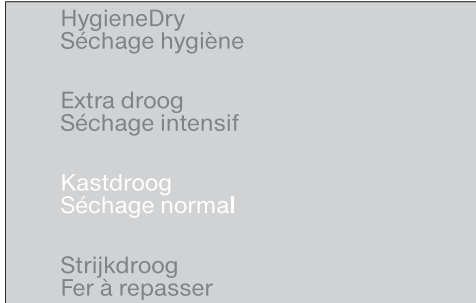 HygieneDry
Séchage hygiène
Extra droog
Séchage intensif
Kastdroog
Séchage normal
Strijkdroog
Fer à repasser